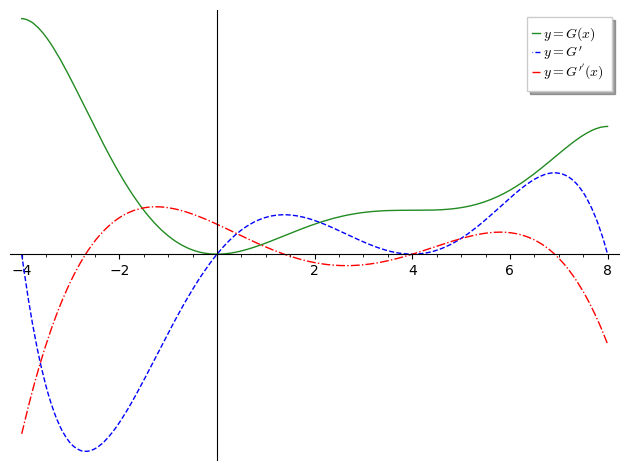 y = G(x)
y = G′
y = G′′(x)
−4 −2 2 4 6 8